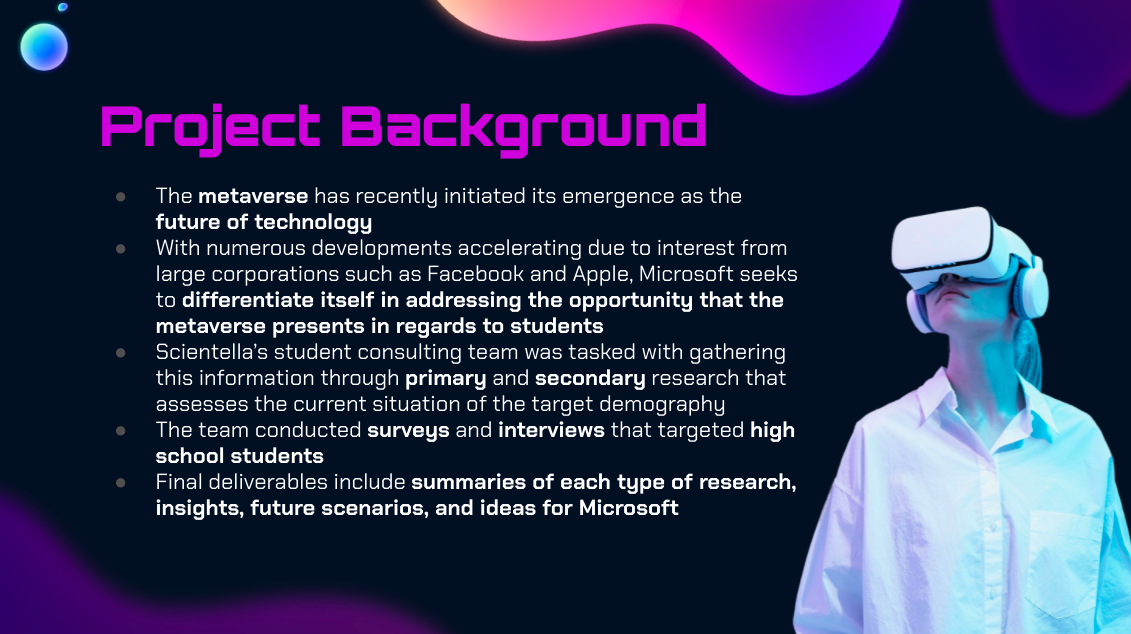 Project Background
The metaverse has recently initiated its emergence as the
future of technology
With numerous developments accelerating due to interest from
large corporations such as Facebook and Apple, Microsoft seeks
to differentiate itself in addressing the opportunity that the
metaverse presents in regards to students
Scientella's student consulting team was tasked with gathering
this information through primary and secondary research that
assesses the current situation of the target demography
The team conducted surveys and interviews that targeted high
school students
Final deliverables include summaries of each type of research,
insights, future scenarios, and ideas for Microsoft